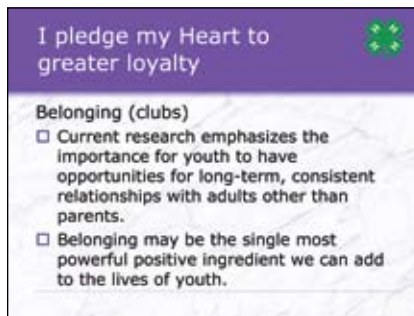 I pledge my Heart to
greater loyalty
Belonging (clubs)
Current research emphasizes the
importance for youth to have
opportunities for long-term, consistent
relationships with adults other than
parents.
Belonging may be the single most
powerful positive ingredient we can add
to the lives of youth.